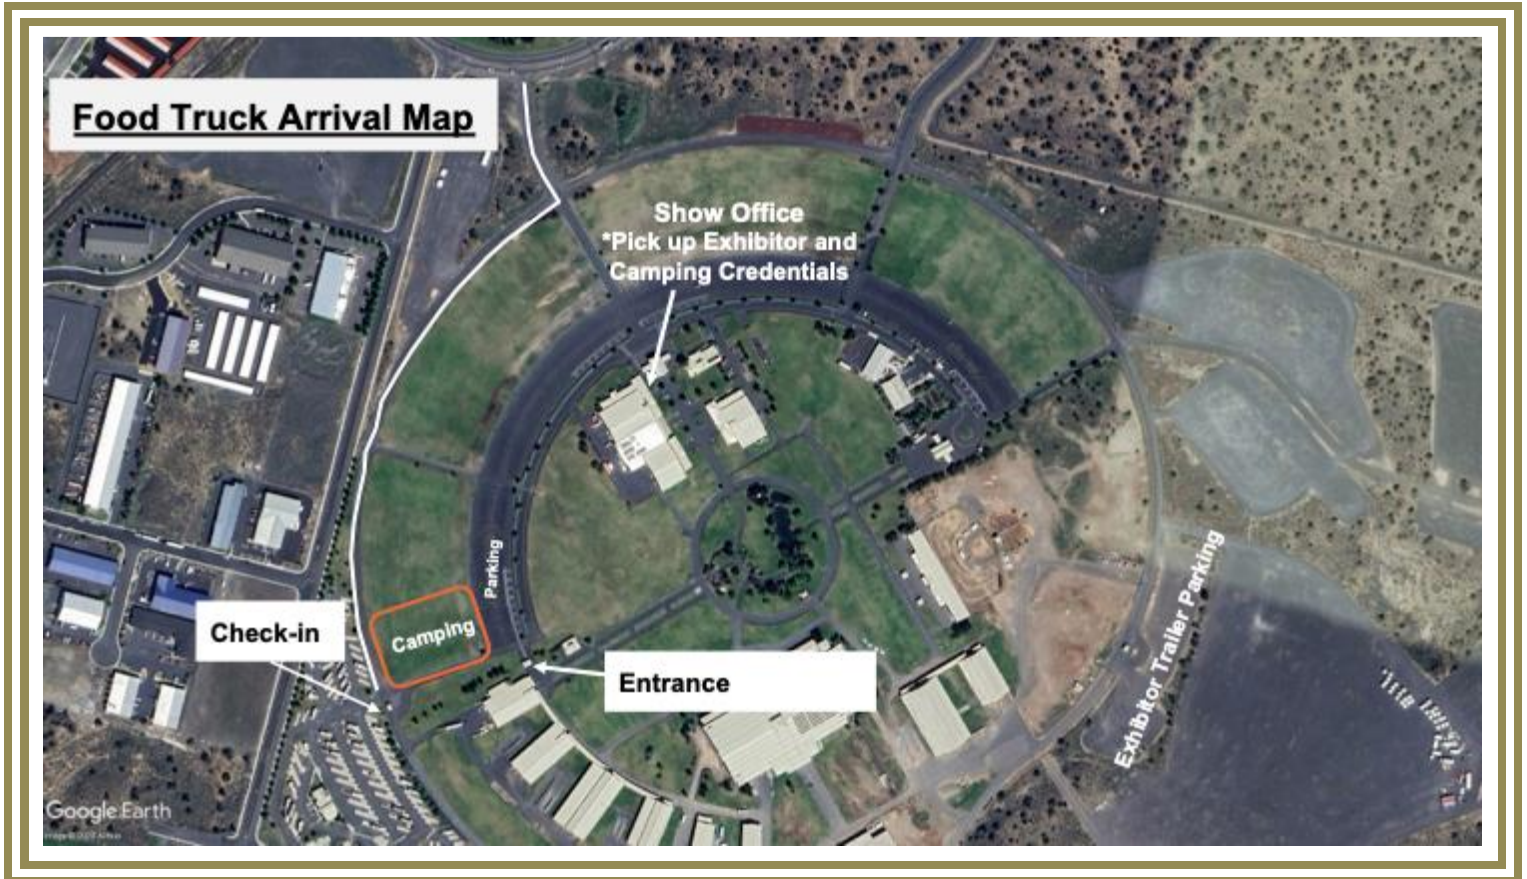 Food Truck Arrival Map
Show Office
*Pick up Exhibitor and
Camping Credentials
Parking
Camping
Check-in
Entrance
Exhibitor Trailer Parking
Google Earth